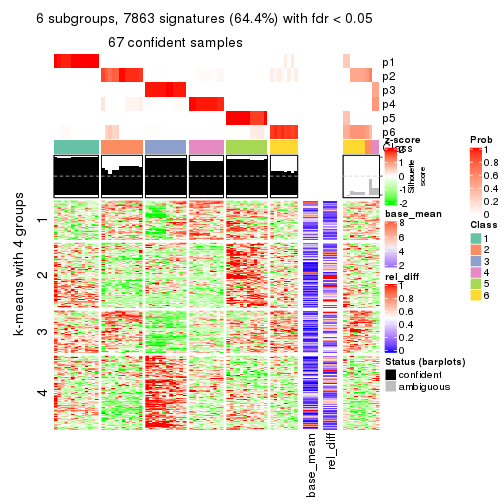 6 subgroups, 7863 signatures (64.4%) with fdr < 0.05
67 confident samples
p1
p2
p3
p4
p5
p6
Class
Silhouette
score
k-means with 4 groups
1
2
3
4
base_mean
rel_diff
z-score
2
1
0
-1
-2
base_mean
8
6
4
2
rel_diff
1
0.8
0.6
0.4
0.2
0
Status (barplots)
confident
ambiguous
Prob
1
0.8
0.6
0.4
0.2
0
Class
1
2
3
4
5
6